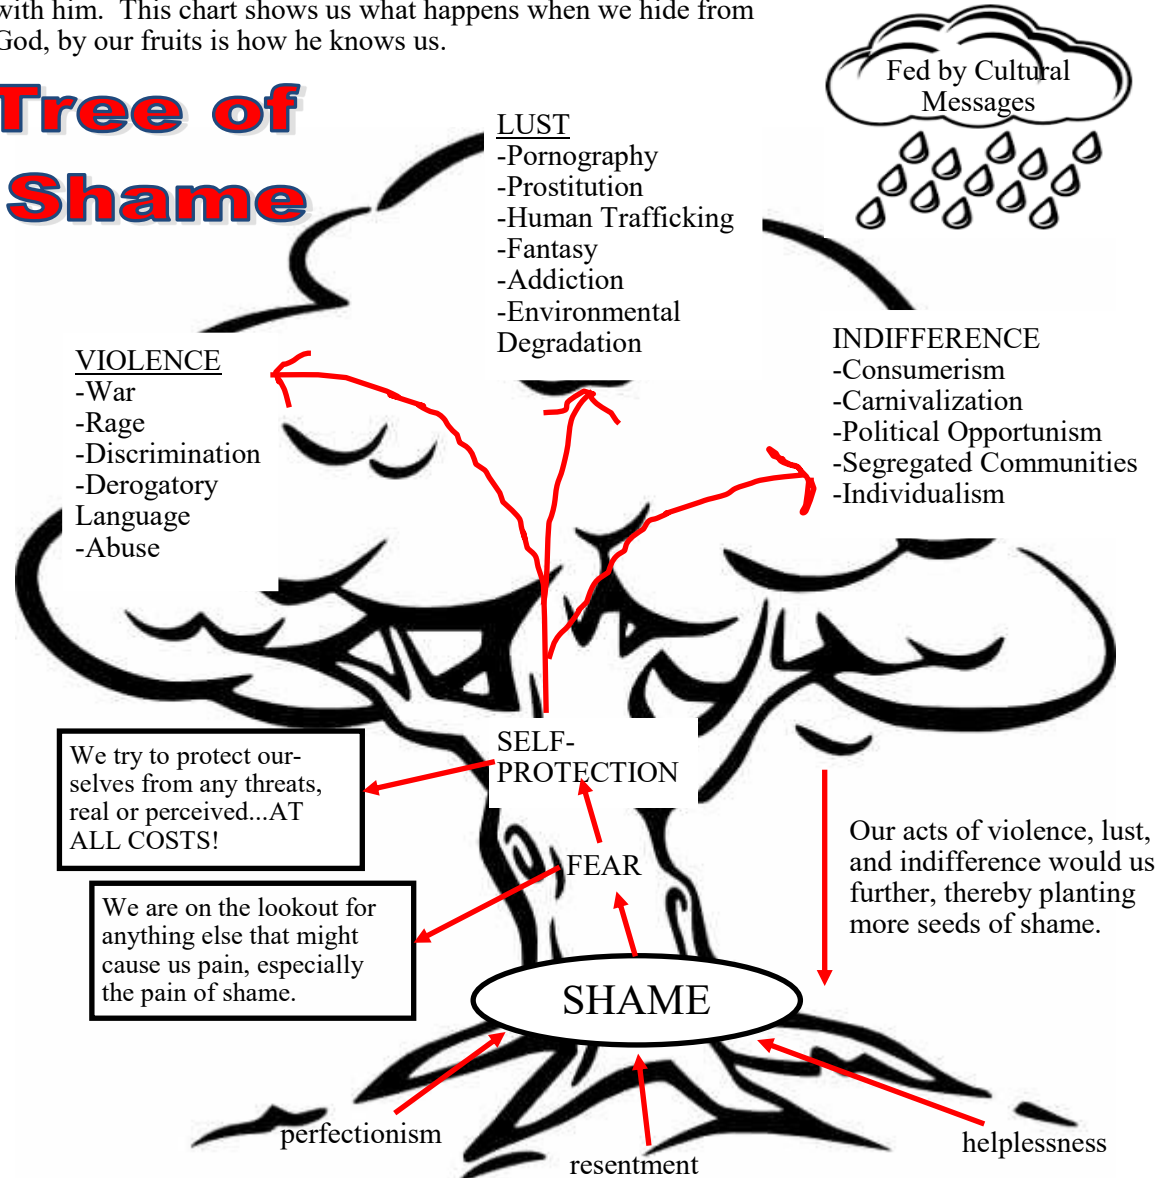 with him.  This chart shows us what happens when we hide from
God, by our fruits is how he knows us.
Tree of
Shame
Fed by Cultural
Messages
LUST
-Pornography
-Prostitution
-Human Trafficking
-Fantasy
-Addiction
-Environmental
Degradation
VIOLENCE
-War
-Rage
-Discrimination
-Derogatory
Language
-Abuse
INDIFFERENCE
-Consumerism
-Carnivalization
-Political Opportunism
-Segregated Communities
-Individualism
SELF-
PROTECTION
We try to protect our-
selves from any threats,
real or perceived...AT
ALL COSTS!
FEAR
We are on the lookout for
anything else that might
cause us pain, especially
the pain of shame.
Our acts of violence, lust,
and indifference would us
further, thereby planting
more seeds of shame.
SHAME
perfectionism
resentment
helplessness